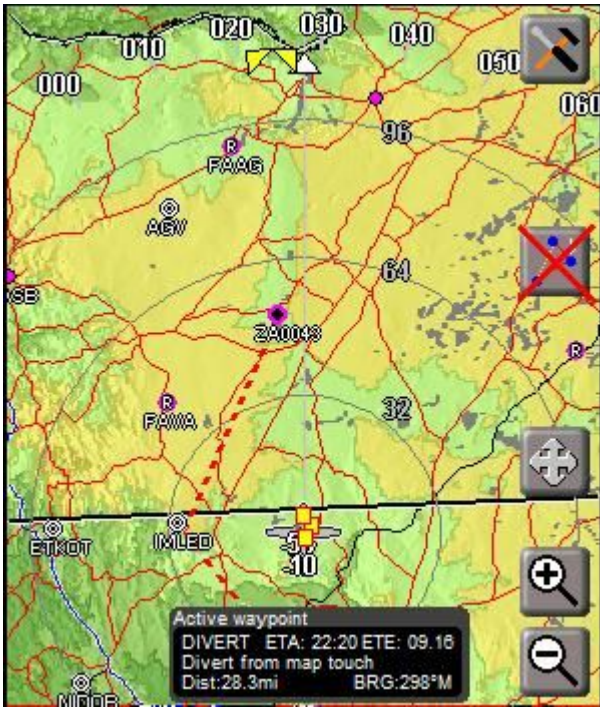 020
030
040
010
050
000
060
96
FAAG
AGV
64
SB
ZA0043
32
FAWA
ETKOT
IMLED
-10
Active waypoint
DIVERT ETA: 22:20 ETE: 09.16
Divert from map touch
Dist:28.3mi BRG:298°M
R
R
R